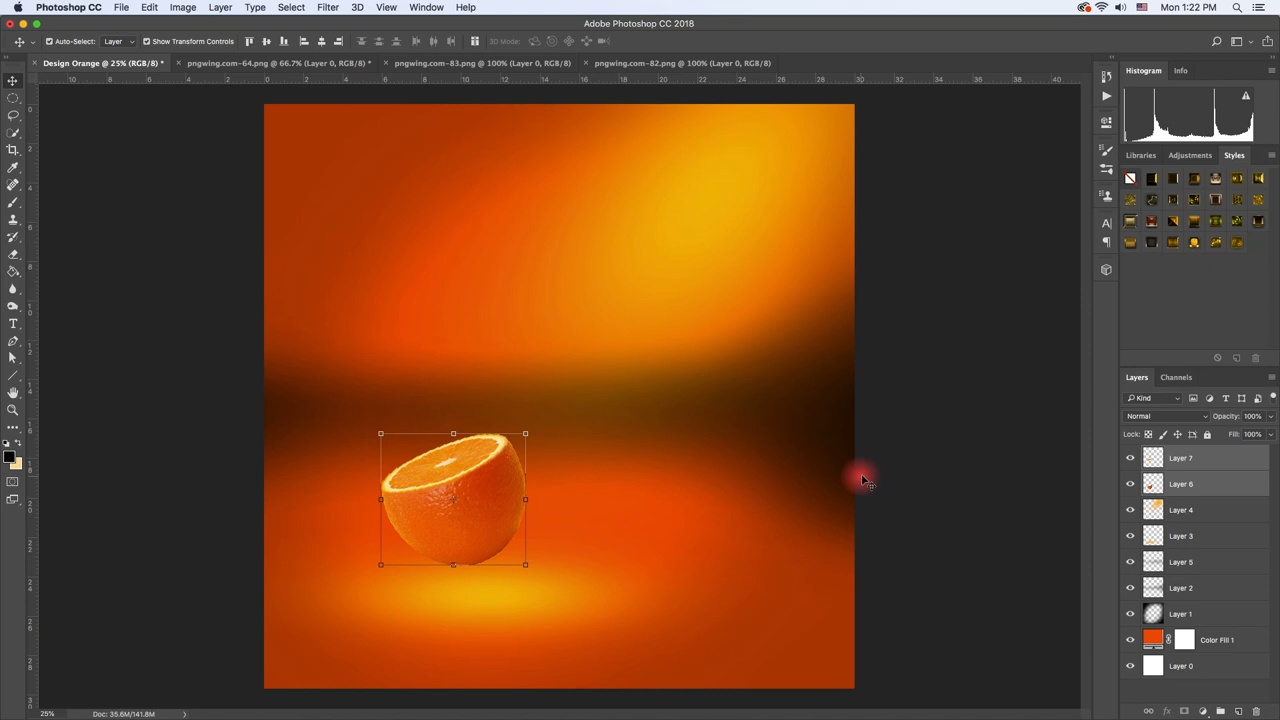 Photoshop CC File Edit Image Layer Type Select Filter 3D View Window Help Mon 1:22 PM
Adobe Photoshop CC 2018
Auto-Select: Layer Show Transform Controls 3D Mode:
Design Orange @ 25% (RGB/8) * pngwing.com-64.png @ 66.7% (Layer 0, RGB/8) * pngwing.com-83.png @ 100% (Layer 0, RGB/8) pngwing.com-82.png @ 100% (Layer 0, RGB/8)
Histogram Info
Libraries Adjustments Styles
Layers Channels
Kind
Normal Opacity: 100%
Lock: Fill: 100%
Layer 7
Layer 6
Layer 4
Layer 3
Layer 5
Layer 2
Layer 1
Color Fill 1
Layer 0
25% Doc: 35.6M/141.8M